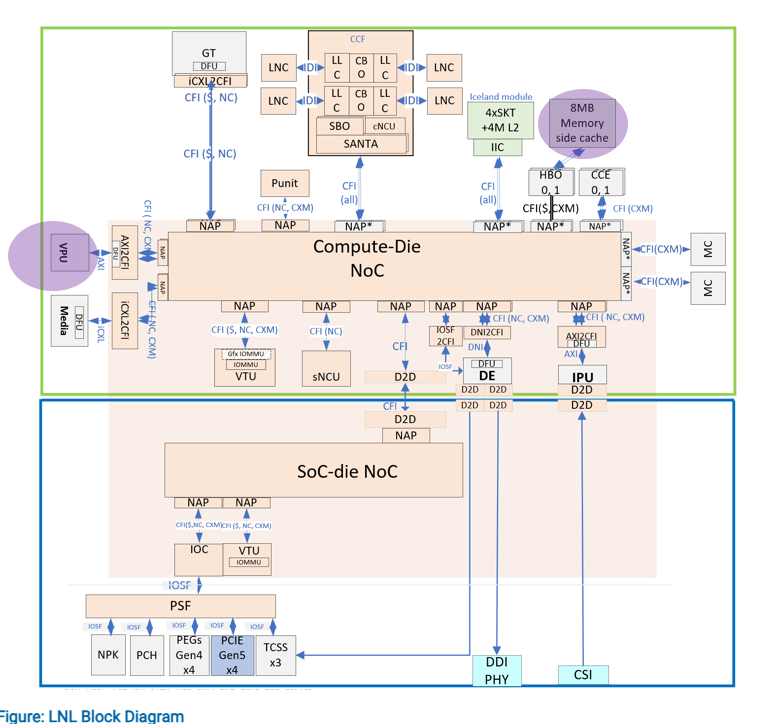 CCF
GT
DFU
iCXL2CFI
CFI ($, NC)
CFI ($, NC)
LNC
IDI
LL
C
CB
O
LL
C
IDI
LNC
LNC
IDI
LL
C
CB
O
LL
C
IDI
LNC
SBO
cNCU
SANTA
Iceland module
4xSKT
+4M L2
IIC
8MB
Memory
side cache
HBO
0, 1
CCE
0, 1
Punit
CFI (NC, CXM)
CFI
(all)
CFI
(all)
CFI($,CXM)
CFI (CXM)
NAP
NAP
NAP*
NAP*
NAP*
NAP*
VPU
AXI
AXI2CFI
DFU
CFI ( NC, CXM)
NAP
Compute-Die
NoC
NAP*
CFI(CXM)
MC
NAP*
CFI(CXM)
MC
Media
DFU
iCXL
iCXL2CFI
CFI ( NC, CXM)
NAP
NAP
NAP
NAP
NAP
NAP
NAP
CFI ($, NC, CXM)
CFI (NC)
CFI
IOSF
2CFI
CFI (NC, CXM)
DNI2CFI
DNI
CFI ( NC, CXM)
AXI2CFI
DFU
AXI
Gfx IOMMU
IOMMU
VTU
sNCU
D2D
IOSF
DFU
DE
IPU
D2D
D2D
D2D
CFI
D2D
D2D
D2D
D2D
NAP
SoC-die NoC
NAP
NAP
CFI($,NC, CXM)
CFI ($, NC, CXM)
IOC
VTU
IOMMU
IOSF
PSF
IOSF
IOSF
IOSF
IOSF
IOSF
NPK
PCH
PEGs
Gen4
x4
PCIE
Gen5
x4
TCSS
x3
DDI
PHY
CSI
Figure: LNL Block Diagram